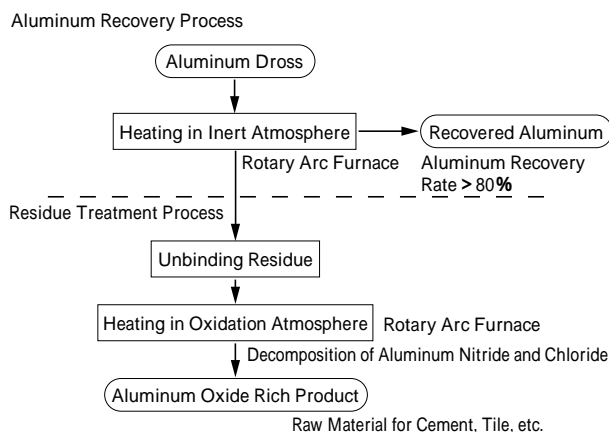 Aluminum Recovery Process
Aluminum Dross
Heating in Inert Atmosphere
Recovered Aluminum
Rotary Arc Furnace
Aluminum Recovery
Rate > 80%
Residue Treatment Process
Unbinding Residue
Heating in Oxidation Atmosphere
Rotary Arc Furnace
Decomposition of Aluminum Nitride and Chloride
Aluminum Oxide Rich Product
Raw Material for Cement, Tile, etc.